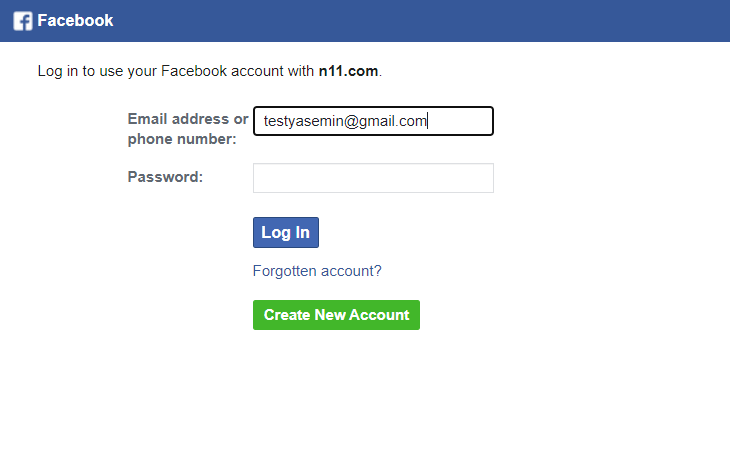 Facebook
Log in to use your Facebook account with n11.com.
Email address or
phone number:
testyasemin@gmail.com
Password:
Log In
Forgotten account?
Create New Account